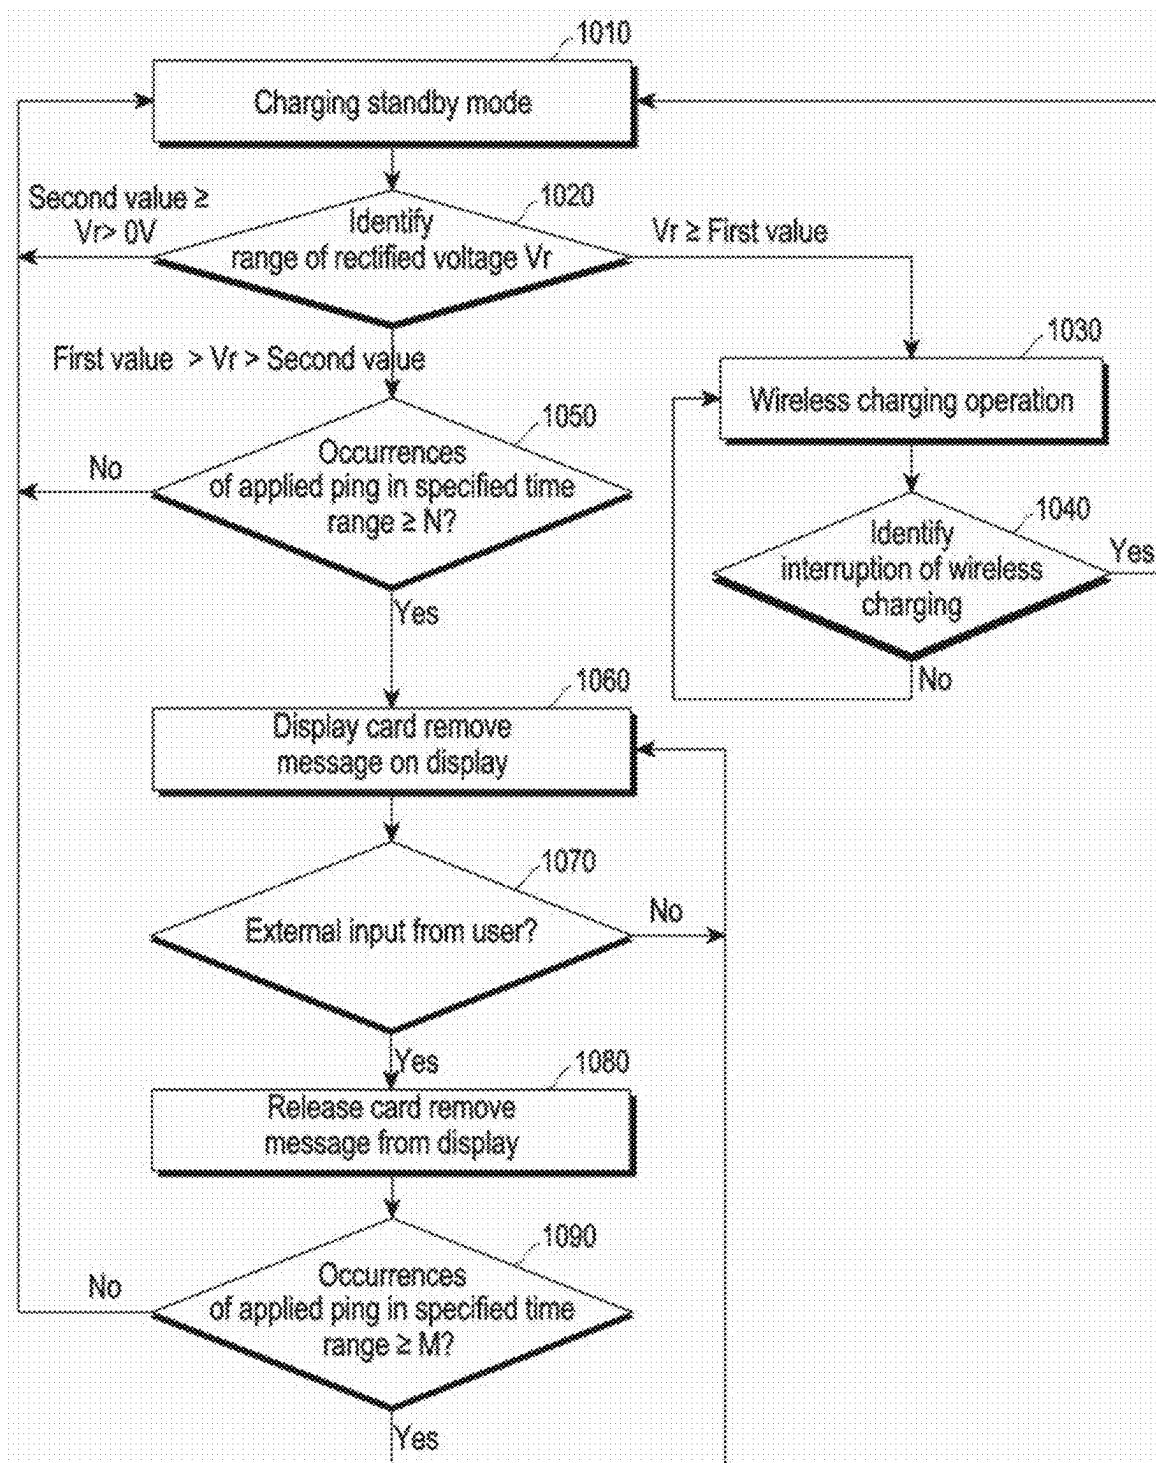 1010
Charging standby mode
Second value ≥
Vr> 0V
1020
Identify
range of rectified voltage Vr
Vr ≥ First value
First value > Vr > Second value
1030
Wireless charging operation
1050
Occurrences
of applied ping in specified time
range ≥ N?
No
1040
Identify
interruption of wireless
charging
Yes
Yes
No
1060
Display card remove
message on display
1070
External input from user?
No
Yes
1080
Release card remove
message from display
1090
Occurrences
of applied ping in specified time
range ≥ M?
No
Yes